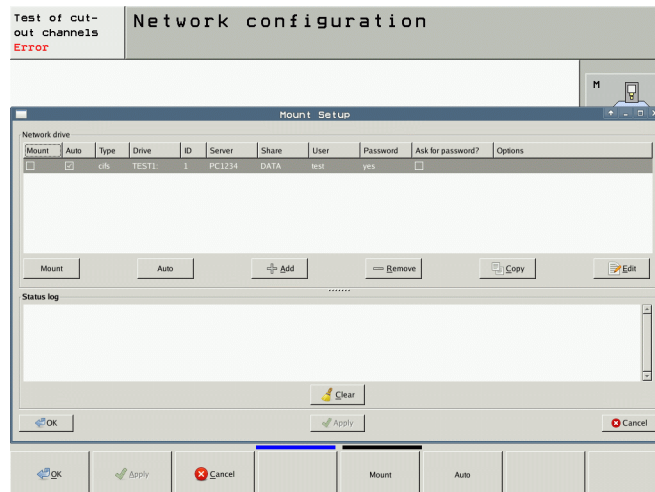 Test of cut-
out channels
Error
Network configuration
M
Mount Setup
Network drive
Mount Auto Type Drive ID Server Share User Password Ask for password? Options
cifs TEST1: 1 PC1234 DATA test yes
Mount Auto Add Remove Copy Edit
Status log
Clear
OK Apply Cancel
OK Apply Cancel Mount Auto